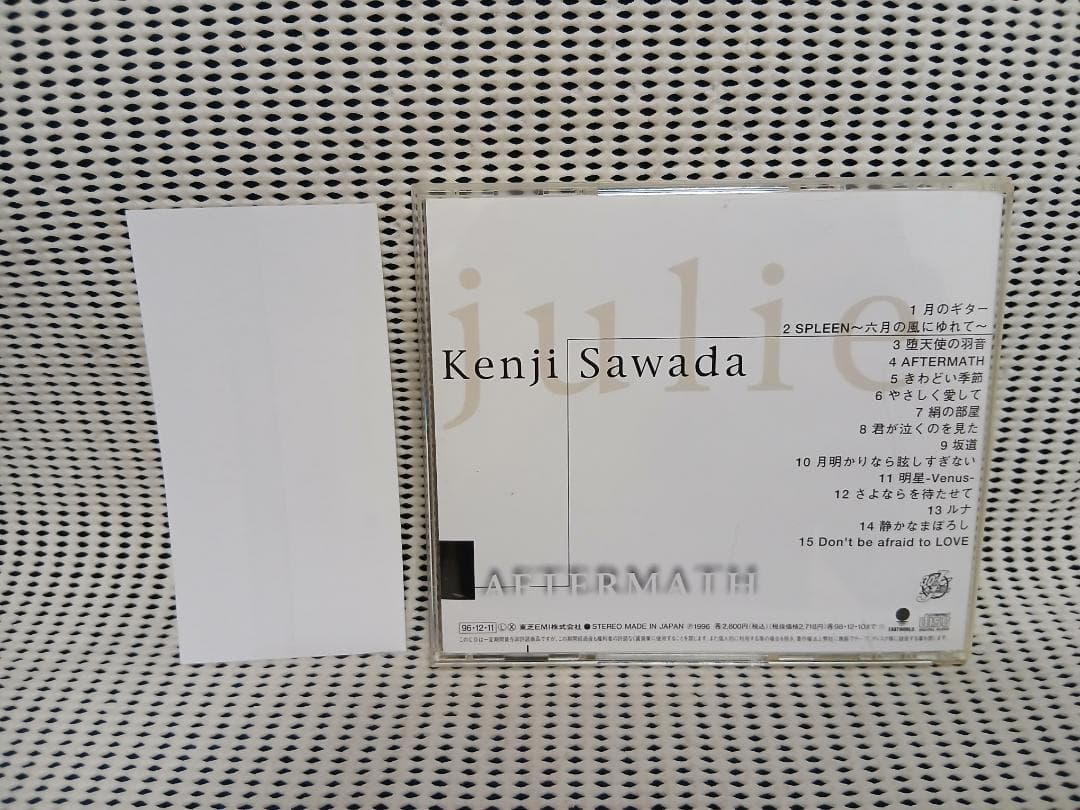 julie
1 月のギター
2 SPLEEN～六月の風にゆれて～
Kenji Sawada
3 堕天使の羽音
4 AFTERMATH
5 きわどい季節
6 やさしく愛して
7 絹の部屋
8 君が泣くのを見た
9 坂道
10 月明かりなら眩しすぎない
11 明星-Venus-
12 さよならを待たせて
13 ルナ
14 静かなまぼろし
15 Don't be afraid to LOVE
AFTERMATH
96・12・11 L X 東芝EMI株式会社 ●STEREO MADE IN JAPAN ℗1996
EASTWORLD